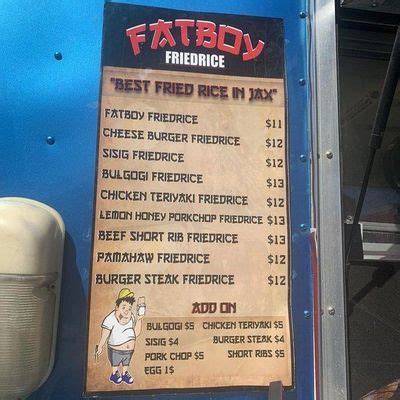 FATBOY
FRIEDRICE
"BEST FRIED RICE IN JAX"
FATBOY FRIEDRICE $11
CHEESE BURGER FRIEDRICE $12
SISIG FRIEDRICE $12
BULGOGI FRIEDRICE $13
CHICKEN TERIYAKI FRIEDRICE $12
LEMON HONEY PORKCHOP FRIEDRICE $13
BEEF SHORT RIB FRIEDRICE $13
PAMAHAW FRIEDRICE $12
BURGER STEAK FRIEDRICE $12
ADD ON
BULGOGI $5 CHICKEN TERIYAKI $5
SISIG $4 BURGER STEAK $4
PORK CHOP $5 SHORT RIBS $5
EGG 1$